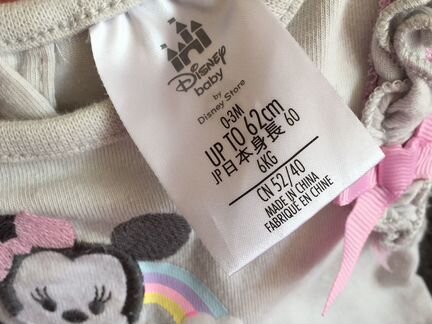 Disney
baby
by
Disney Store
0-3M
UP TO 62cm
JP日本身長 60
6KG
CN 52/40
MADE IN CHINA
FABRIQUÉ EN CHINE